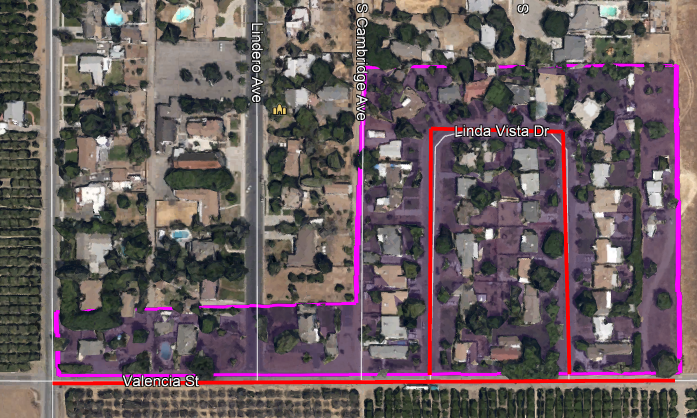 S
Lindero Ave
S Cambridge Ave
Linda Vista Dr
Valencia St